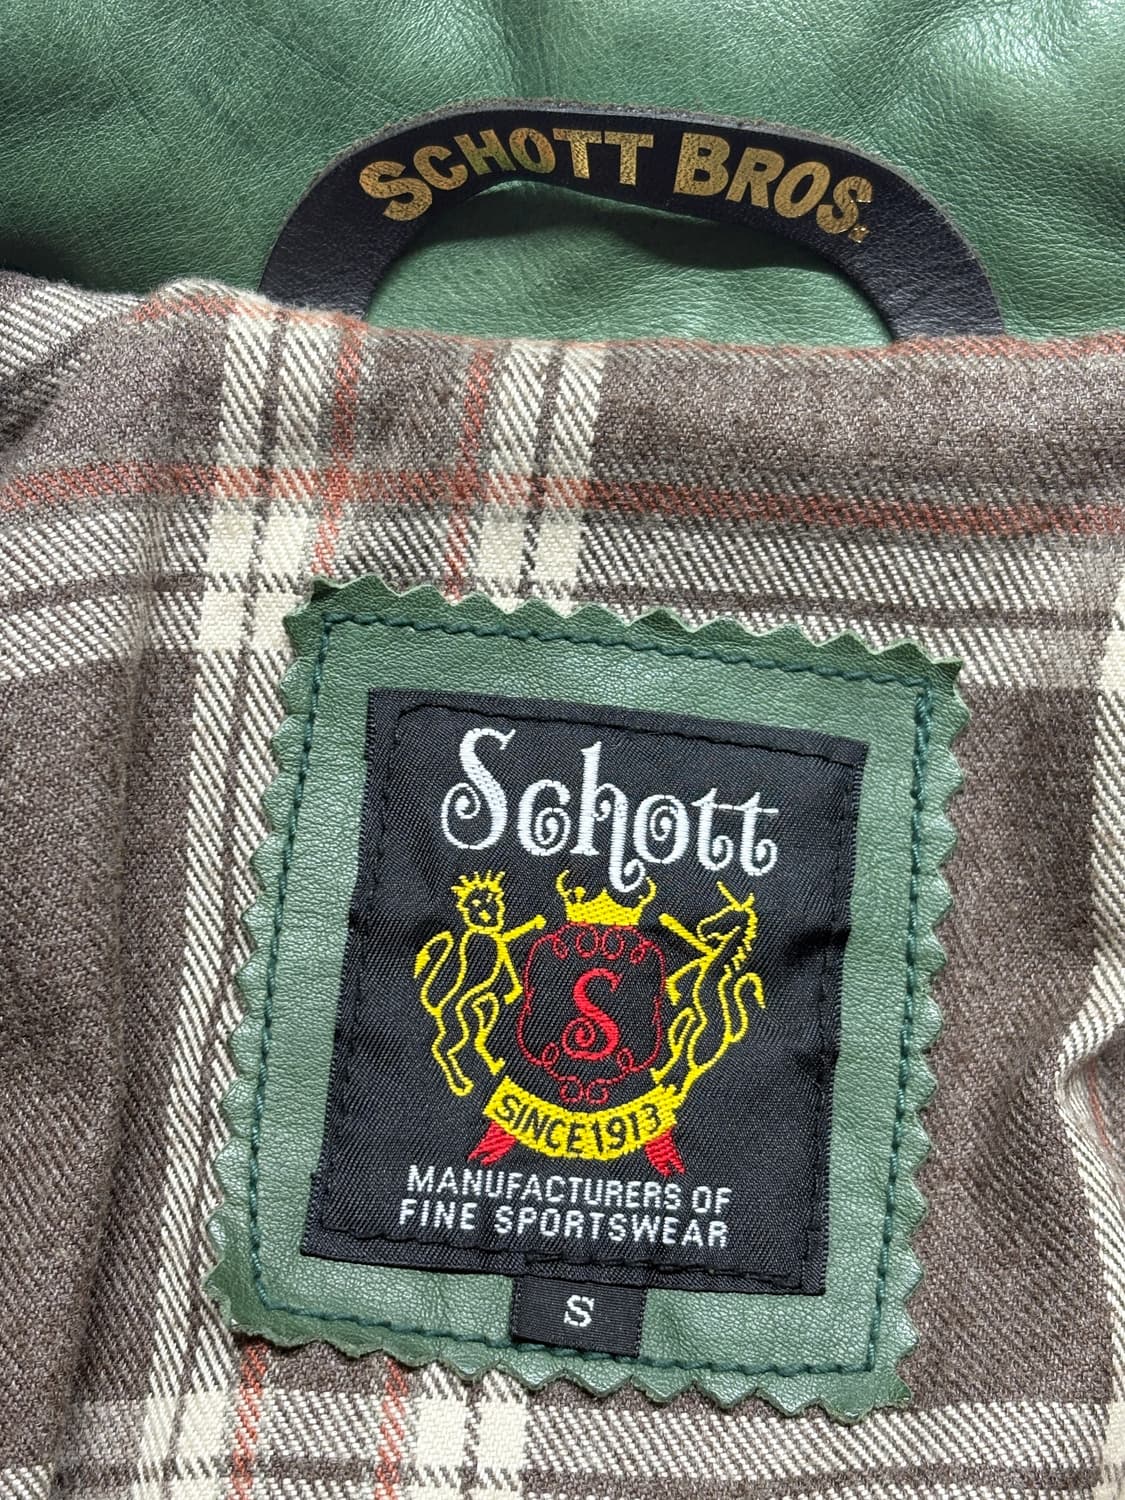 SCHOTT BROS.
Schott
S
SINCE 1913
MANUFACTURERS OF
FINE SPORTSWEAR
S